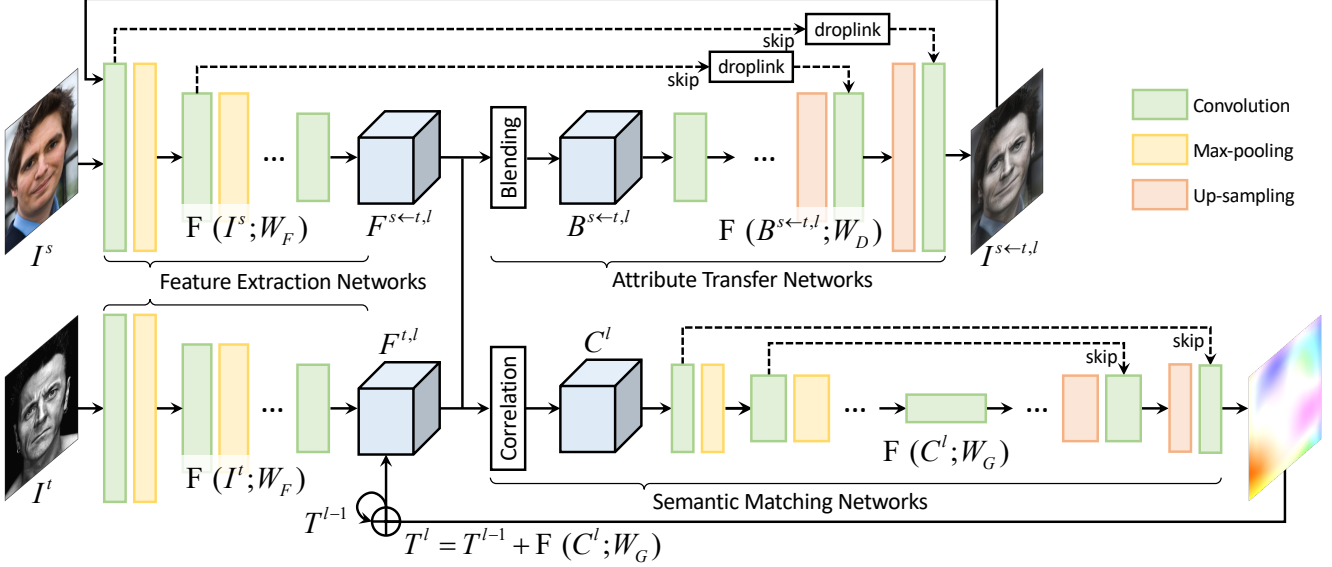 droplink
skip
droplink
skip
Convolution
Max-pooling
Up-sampling
Blending
I^s
F (I^s;W_F)
...
F^{s←t,l}
B^{s←t,l}
...
F (B^{s←t,l};W_D)
I^{s←t,l}
Feature Extraction Networks
Attribute Transfer Networks
F^{t,l}
C^l
skip
skip
Correlation
...
...
...
I^t
F (I^t;W_F)
F (C^l;W_G)
Semantic Matching Networks
T^{l-1}
T^l = T^{l-1} + F (C^l;W_G)